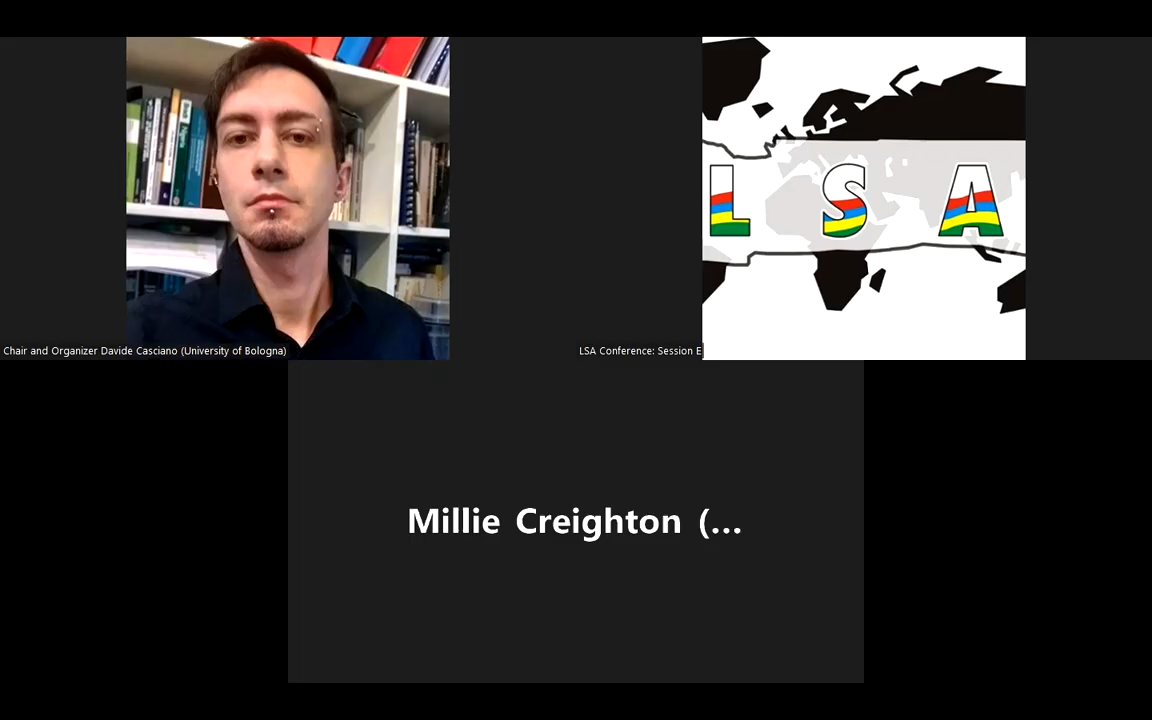 L S A
Chair and Organizer Davide Casciano (University of Bologna)
LSA Conference: Session E
Millie Creighton (...